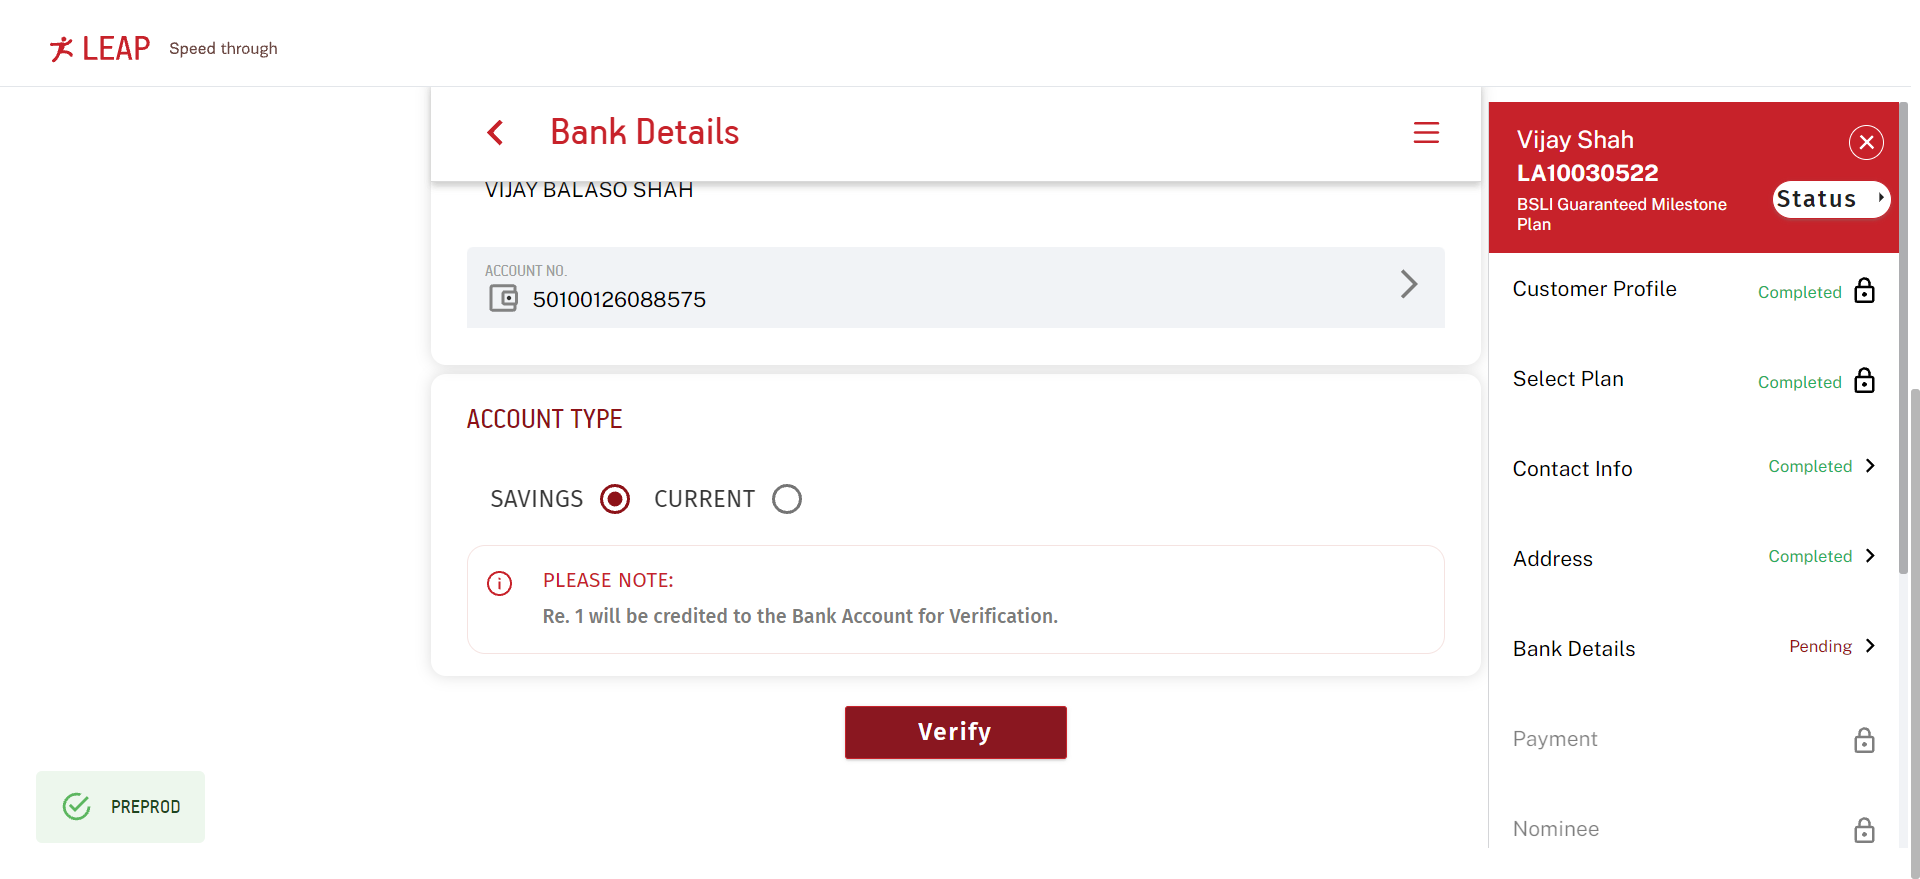 LEAP Speed through
Bank Details
VIJAY BALASO SHAH
ACCOUNT NO.
50100126088575
ACCOUNT TYPE
SAVINGS CURRENT
PLEASE NOTE:
Re. 1 will be credited to the Bank Account for Verification.
Verify
PREPROD
Vijay Shah
LA10030522
BSLI Guaranteed Milestone
Plan
Status
Customer Profile Completed
Select Plan Completed
Contact Info Completed
Address Completed
Bank Details Pending
Payment
Nominee